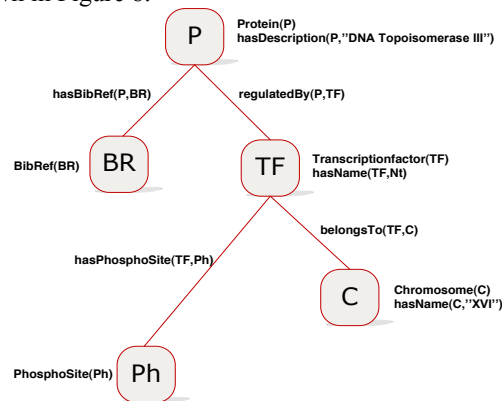 Protein(P)
P
hasDescription(P,"DNA Topoisomerase III")
hasBibRef(P,BR)
regulatedBy(P,TF)
BibRef(BR)
BR
TF
Transcriptionfactor(TF)
hasName(TF,Nt)
belongsTo(TF,C)
hasPhosphoSite(TF,Ph)
C
Chromosome(C)
hasName(C,"XVI")
PhosphoSite(Ph)
Ph